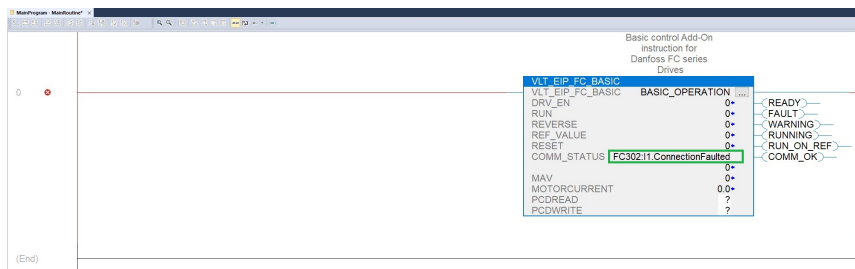 MainProgram - MainRoutine*
Basic control Add-On
instruction for
Danfoss FC series
Drives
VLT_EIP_FC_BASIC
VLT_EIP_FC_BASIC BASIC_OPERATION ...
DRV_EN 0 READY
RUN 0 FAULT
REVERSE 0 WARNING
REF_VALUE 0 RUNNING
RESET 0 RUN_ON_REF
COMM_STATUS FC302:I1.ConnectionFaulted COMM_OK
0
MAV 0
MOTORCURRENT 0.0
PCDREAD ?
PCDWRITE ?
0
(End)